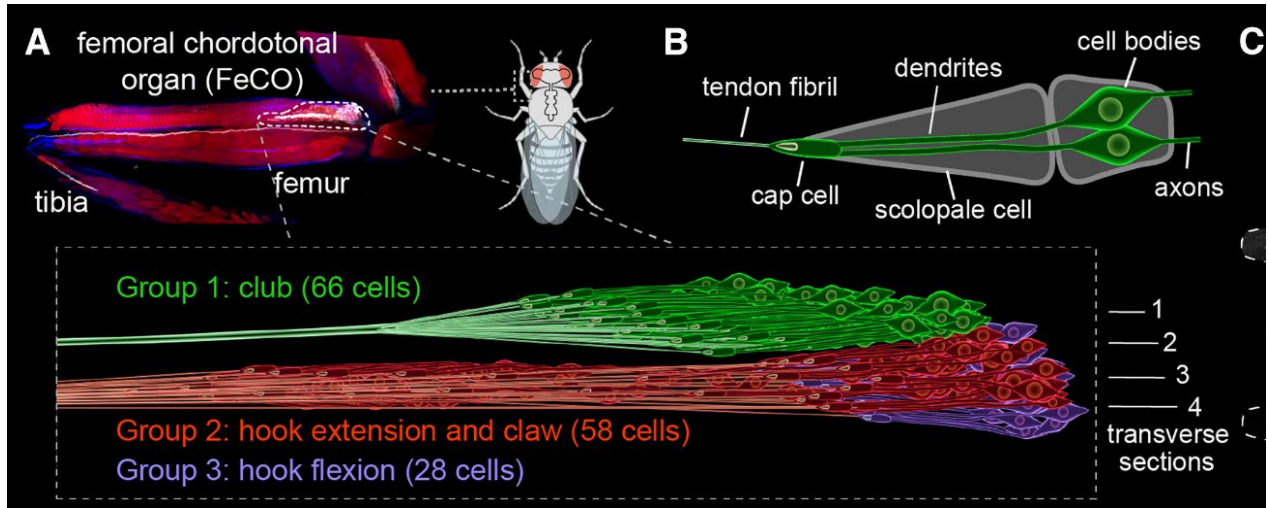 A
femoral chordotonal
organ (FeCO)
tibia
femur
B
tendon fibril
dendrites
cell bodies
cap cell
scolopale cell
axons
C
Group 1: club (66 cells)
Group 2: hook extension and claw (58 cells)
Group 3: hook flexion (28 cells)
1
2
3
4
transverse
sections